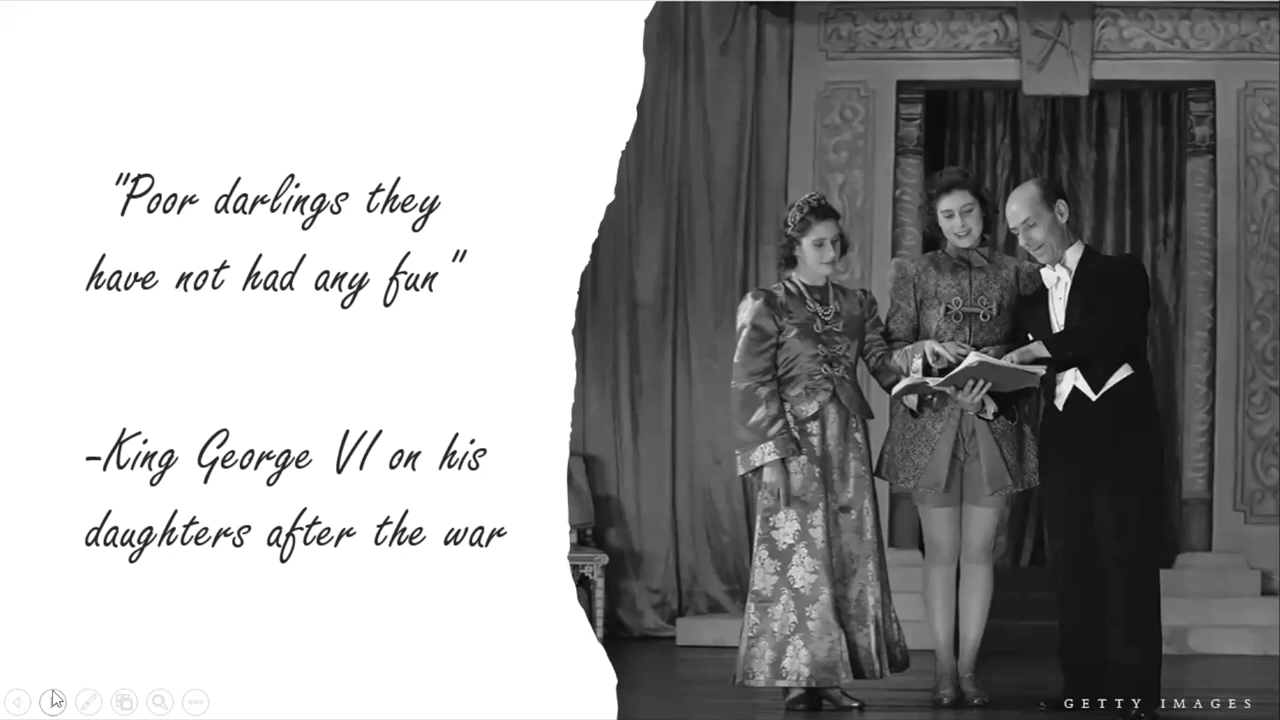 "Poor darlings they
have not had any fun"
-King George VI on his
daughters after the war
GETTY IMAGES